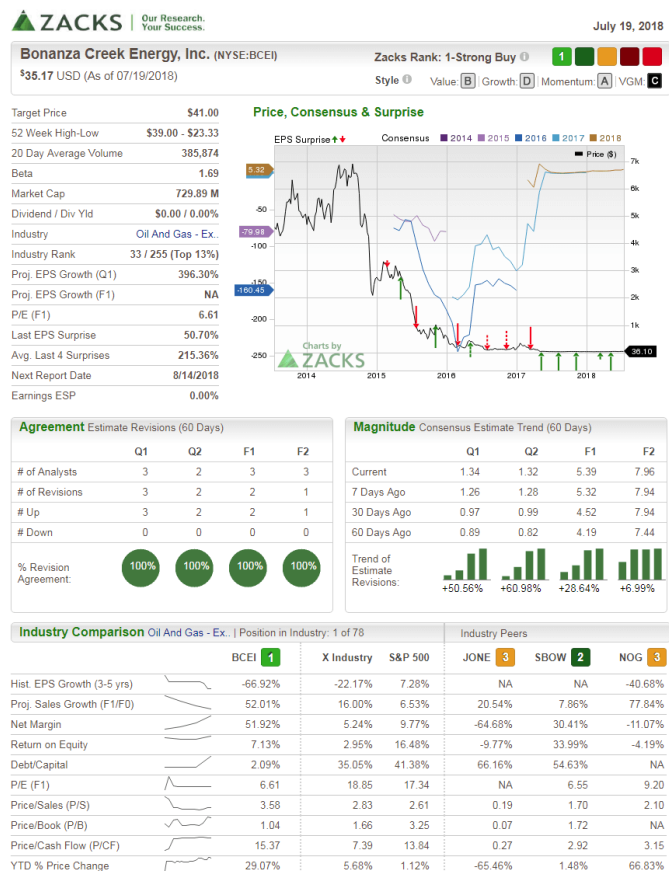 ZACKS
Our Research.
Your Success.
July 19, 2018
Bonanza Creek Energy, Inc. (NYSE:BCEI)
$35.17 USD (As of 07/19/2018)
Zacks Rank: 1-Strong Buy 1
Style Value: B | Growth: D | Momentum: A | VGM: C
Target Price $41.00
52 Week High-Low $39.00 - $23.33
20 Day Average Volume 385,874
Beta 1.69
Market Cap 729.89 M
Dividend / Div Yld $0.00 / 0.00%
Industry Oil And Gas - Ex..
Industry Rank 33 / 255 (Top 13%)
Proj. EPS Growth (Q1) 396.30%
Proj. EPS Growth (F1) NA
P/E (F1) 6.61
Last EPS Surprise 50.70%
Avg. Last 4 Surprises 215.36%
Next Report Date 8/14/2018
Earnings ESP 0.00%
Price, Consensus & Surprise
EPS Surprise Consensus 2014 2015 2016 2017 2018
Price ($)
5.32
-50
-79.98
-100
-150
-160.45
-200
-250
7k
6k
5k
4k
3k
2k
1k
36.10
Charts by
ZACKS
2014 2015 2016 2017 2018
Agreement Estimate Revisions (60 Days)
Q1 Q2 F1 F2
# of Analysts 3 2 3 3
# of Revisions 3 2 2 1
# Up 3 2 2 1
# Down 0 0 0 0
% Revision
Agreement:
100% 100% 100% 100%
Magnitude Consensus Estimate Trend (60 Days)
Q1 Q2 F1 F2
Current 1.34 1.32 5.39 7.96
7 Days Ago 1.26 1.28 5.32 7.94
30 Days Ago 0.97 0.99 4.52 7.94
60 Days Ago 0.89 0.82 4.19 7.44
Trend of
Estimate
Revisions:
+50.56% +60.98% +28.64% +6.99%
Industry Comparison Oil And Gas - Ex.. | Position in Industry: 1 of 78
Industry Peers
BCEI 1 X Industry S&P 500 JONE 3 SBOW 2 NOG 3
Hist. EPS Growth (3-5 yrs) -66.92% -22.17% 7.28% NA NA -40.68%
Proj. Sales Growth (F1/F0) 52.01% 16.00% 6.53% 20.54% 7.86% 77.84%
Net Margin 51.92% 5.24% 9.77% -64.68% 30.41% -11.07%
Return on Equity 7.13% 2.95% 16.48% -9.77% 33.99% -4.19%
Debt/Capital 2.09% 35.05% 41.38% 66.16% 54.63% NA
P/E (F1) 6.61 18.85 17.34 NA 6.55 9.20
Price/Sales (P/S) 3.58 2.83 2.61 0.19 1.70 2.10
Price/Book (P/B) 1.04 1.66 3.25 0.07 1.72 NA
Price/Cash Flow (P/CF) 15.37 7.39 13.84 0.27 2.92 3.15
YTD % Price Change 29.07% 5.68% 1.12% -65.46% 1.48% 66.83%